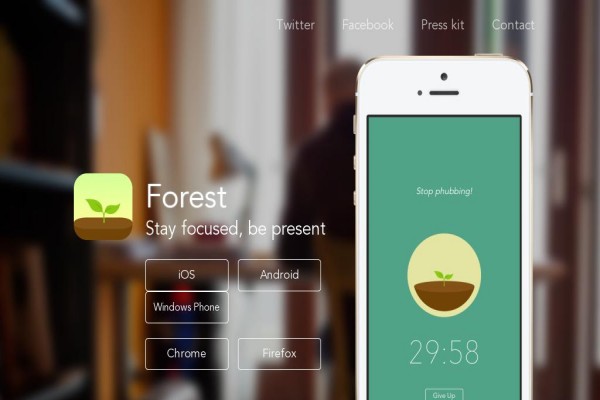 Twitter Facebook Press kit Contact
Forest
Stay focused, be present
iOS Android
Windows Phone
Chrome Firefox
Stop phubbing!
29:58
Give Up